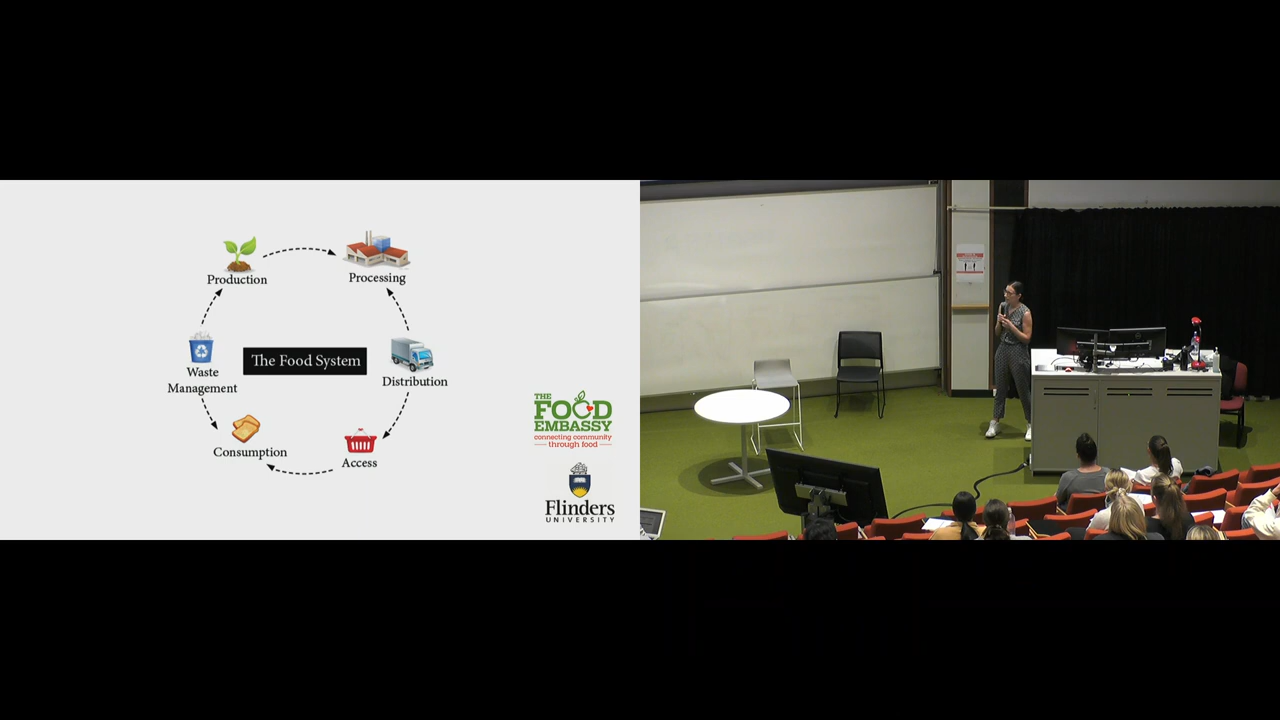 Production
Processing
The Food System
Waste
Management
Distribution
Consumption
Access
THE
FOOD
EMBASSY
connecting community
through food
Flinders
UNIVERSITY